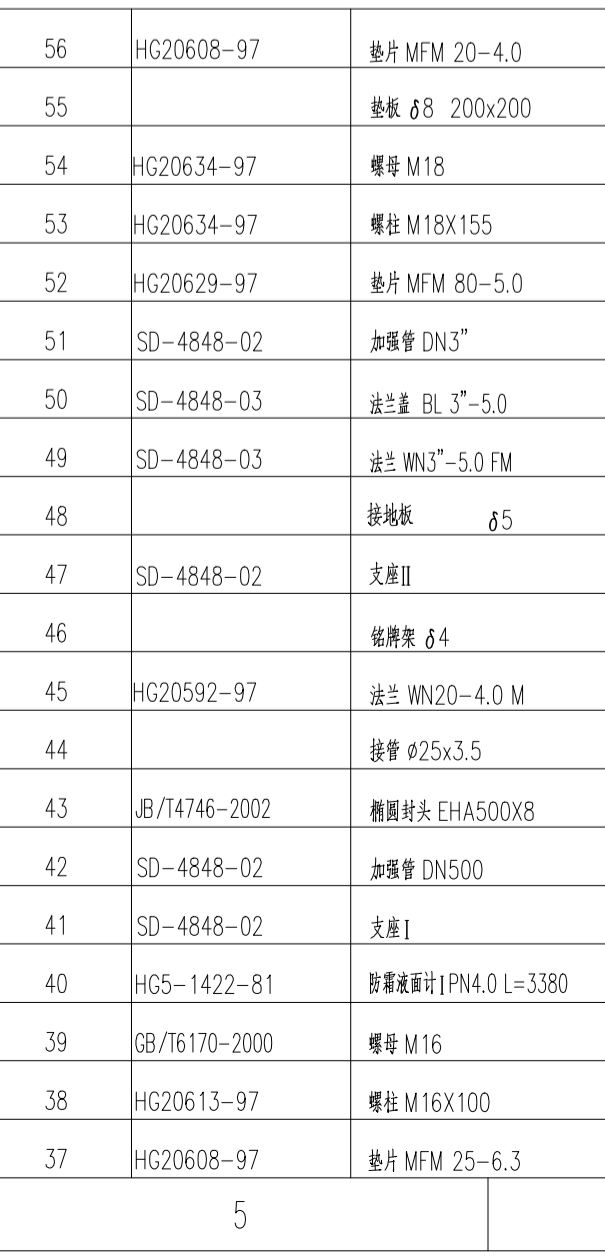 56 HG20608-97 垫片 MFM 20-4.0
55 垫板 δ8 200x200
54 HG20634-97 螺母 M18
53 HG20634-97 螺柱 M18X155
52 HG20629-97 垫片 MFM 80-5.0
51 SD-4848-02 加强管 DN3"
50 SD-4848-03 法兰盖 BL 3"-5.0
49 SD-4848-03 法兰 WN3"-5.0 FM
48 接地板 δ5
47 SD-4848-02 支座II
46 铭牌架 δ4
45 HG20592-97 法兰 WN20-4.0 M
44 接管 Ø25x3.5
43 JB/T4746-2002 椭圆封头 EHA500X8
42 SD-4848-02 加强管 DN500
41 SD-4848-02 支座I
40 HG5-1422-81 防霜液面计I PN4.0 L=3380
39 GB/T6170-2000 螺母 M16
38 HG20613-97 螺柱 M16X100
37 HG20608-97 垫片 MFM 25-6.3
5